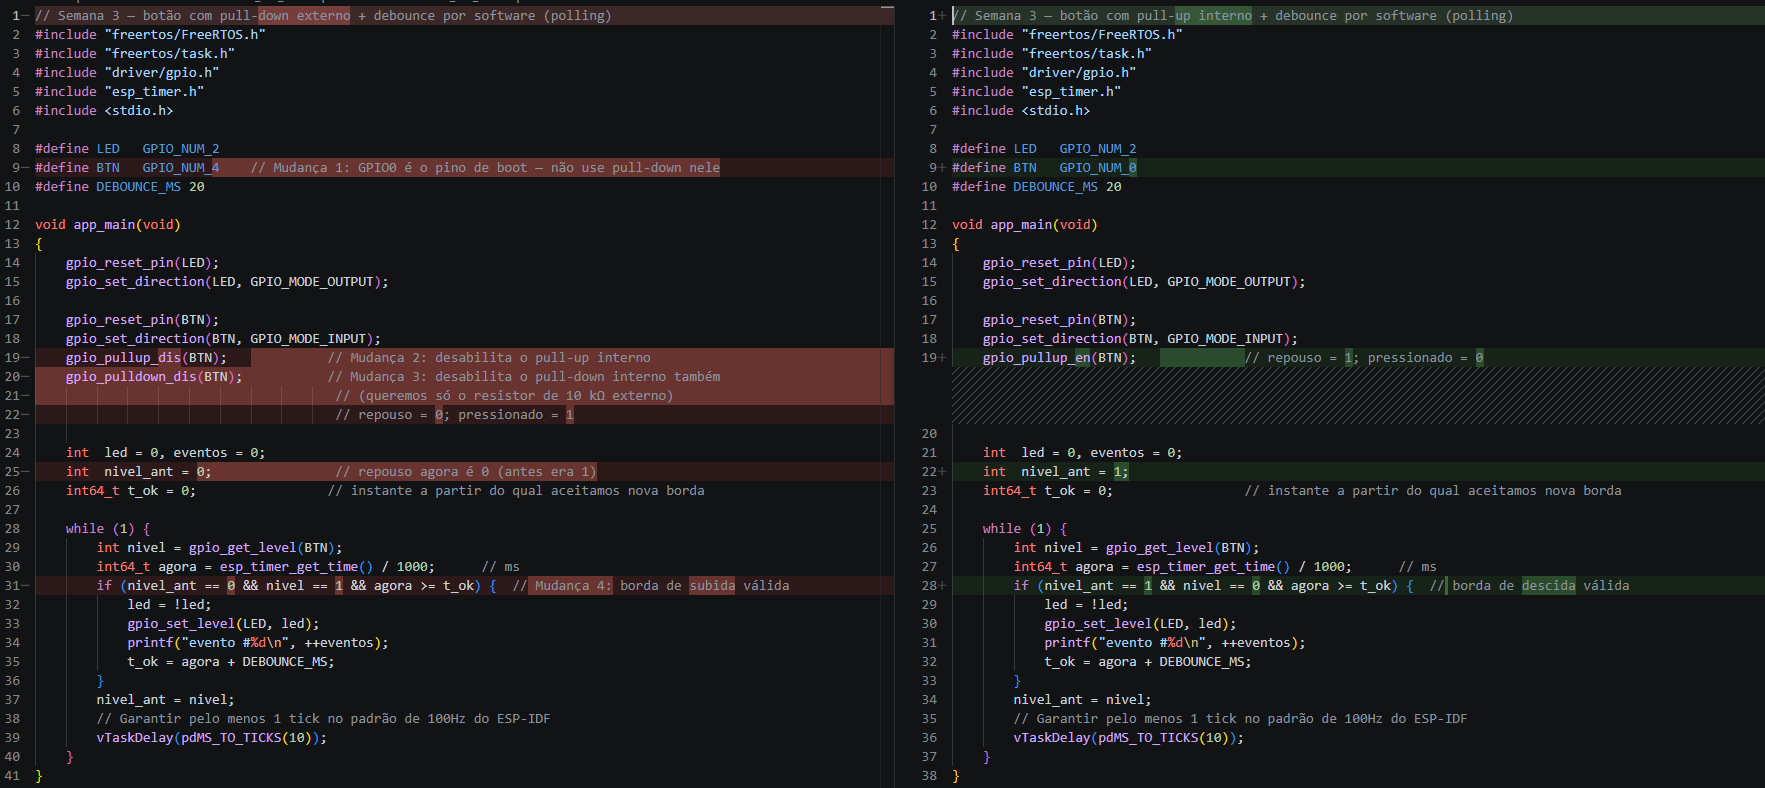 1 // Semana 3 — botão com pull-down externo + debounce por software (polling)
2 #include "freertos/FreeRTOS.h"
3 #include "freertos/task.h"
4 #include "driver/gpio.h"
5 #include "esp_timer.h"
6 #include <stdio.h>
7
8 #define LED   GPIO_NUM_2
9 #define BTN   GPIO_NUM_4    // Mudança 1: GPIO0 é o pino de boot — não use pull-down nele
10 #define DEBOUNCE_MS 20
11
12 void app_main(void)
13 {
14     gpio_reset_pin(LED);
15     gpio_set_direction(LED, GPIO_MODE_OUTPUT);
16
17     gpio_reset_pin(BTN);
18     gpio_set_direction(BTN, GPIO_MODE_INPUT);
19     gpio_pullup_dis(BTN);             // Mudança 2: desabilita o pull-up interno
20     gpio_pulldown_dis(BTN);           // Mudança 3: desabilita o pull-down interno também
21                                        // (queremos só o resistor de 10 kΩ externo)
22                                        // repouso = 0; pressionado = 1
23
24     int  led = 0, eventos = 0;
25     int  nivel_ant = 0;                // repouso agora é 0 (antes era 1)
26     int64_t t_ok = 0;                 // instante a partir do qual aceitamos nova borda
27
28     while (1) {
29         int nivel = gpio_get_level(BTN);
30         int64_t agora = esp_timer_get_time() / 1000;      // ms
31         if (nivel_ant == 0 && nivel == 1 && agora >= t_ok) {  // Mudança 4: borda de subida válida
32             led = !led;
33             gpio_set_level(LED, led);
34             printf("evento #%d\n", ++eventos);
35             t_ok = agora + DEBOUNCE_MS;
36         }
37         nivel_ant = nivel;
38         // Garantir pelo menos 1 tick no padrão de 100Hz do ESP-IDF
39         vTaskDelay(pdMS_TO_TICKS(10));
40     }
41 }
1+ // Semana 3 — botão com pull-up interno + debounce por software (polling)
2 #include "freertos/FreeRTOS.h"
3 #include "freertos/task.h"
4 #include "driver/gpio.h"
5 #include "esp_timer.h"
6 #include <stdio.h>
7
8 #define LED   GPIO_NUM_2
9+ #define BTN   GPIO_NUM_0
10 #define DEBOUNCE_MS 20
11
12 void app_main(void)
13 {
14     gpio_reset_pin(LED);
15     gpio_set_direction(LED, GPIO_MODE_OUTPUT);
16
17     gpio_reset_pin(BTN);
18     gpio_set_direction(BTN, GPIO_MODE_INPUT);
19+     gpio_pullup_en(BTN);              // repouso = 1; pressionado = 0
20
21     int  led = 0, eventos = 0;
22+     int  nivel_ant = 1;
23     int64_t t_ok = 0;                 // instante a partir do qual aceitamos nova borda
24
25     while (1) {
26         int nivel = gpio_get_level(BTN);
27         int64_t agora = esp_timer_get_time() / 1000;      // ms
28+         if (nivel_ant == 1 && nivel == 0 && agora >= t_ok) {  // borda de descida válida
29             led = !led;
30             gpio_set_level(LED, led);
31             printf("evento #%d\n", ++eventos);
32             t_ok = agora + DEBOUNCE_MS;
33         }
34         nivel_ant = nivel;
35         // Garantir pelo menos 1 tick no padrão de 100Hz do ESP-IDF
36         vTaskDelay(pdMS_TO_TICKS(10));
37     }
38 }